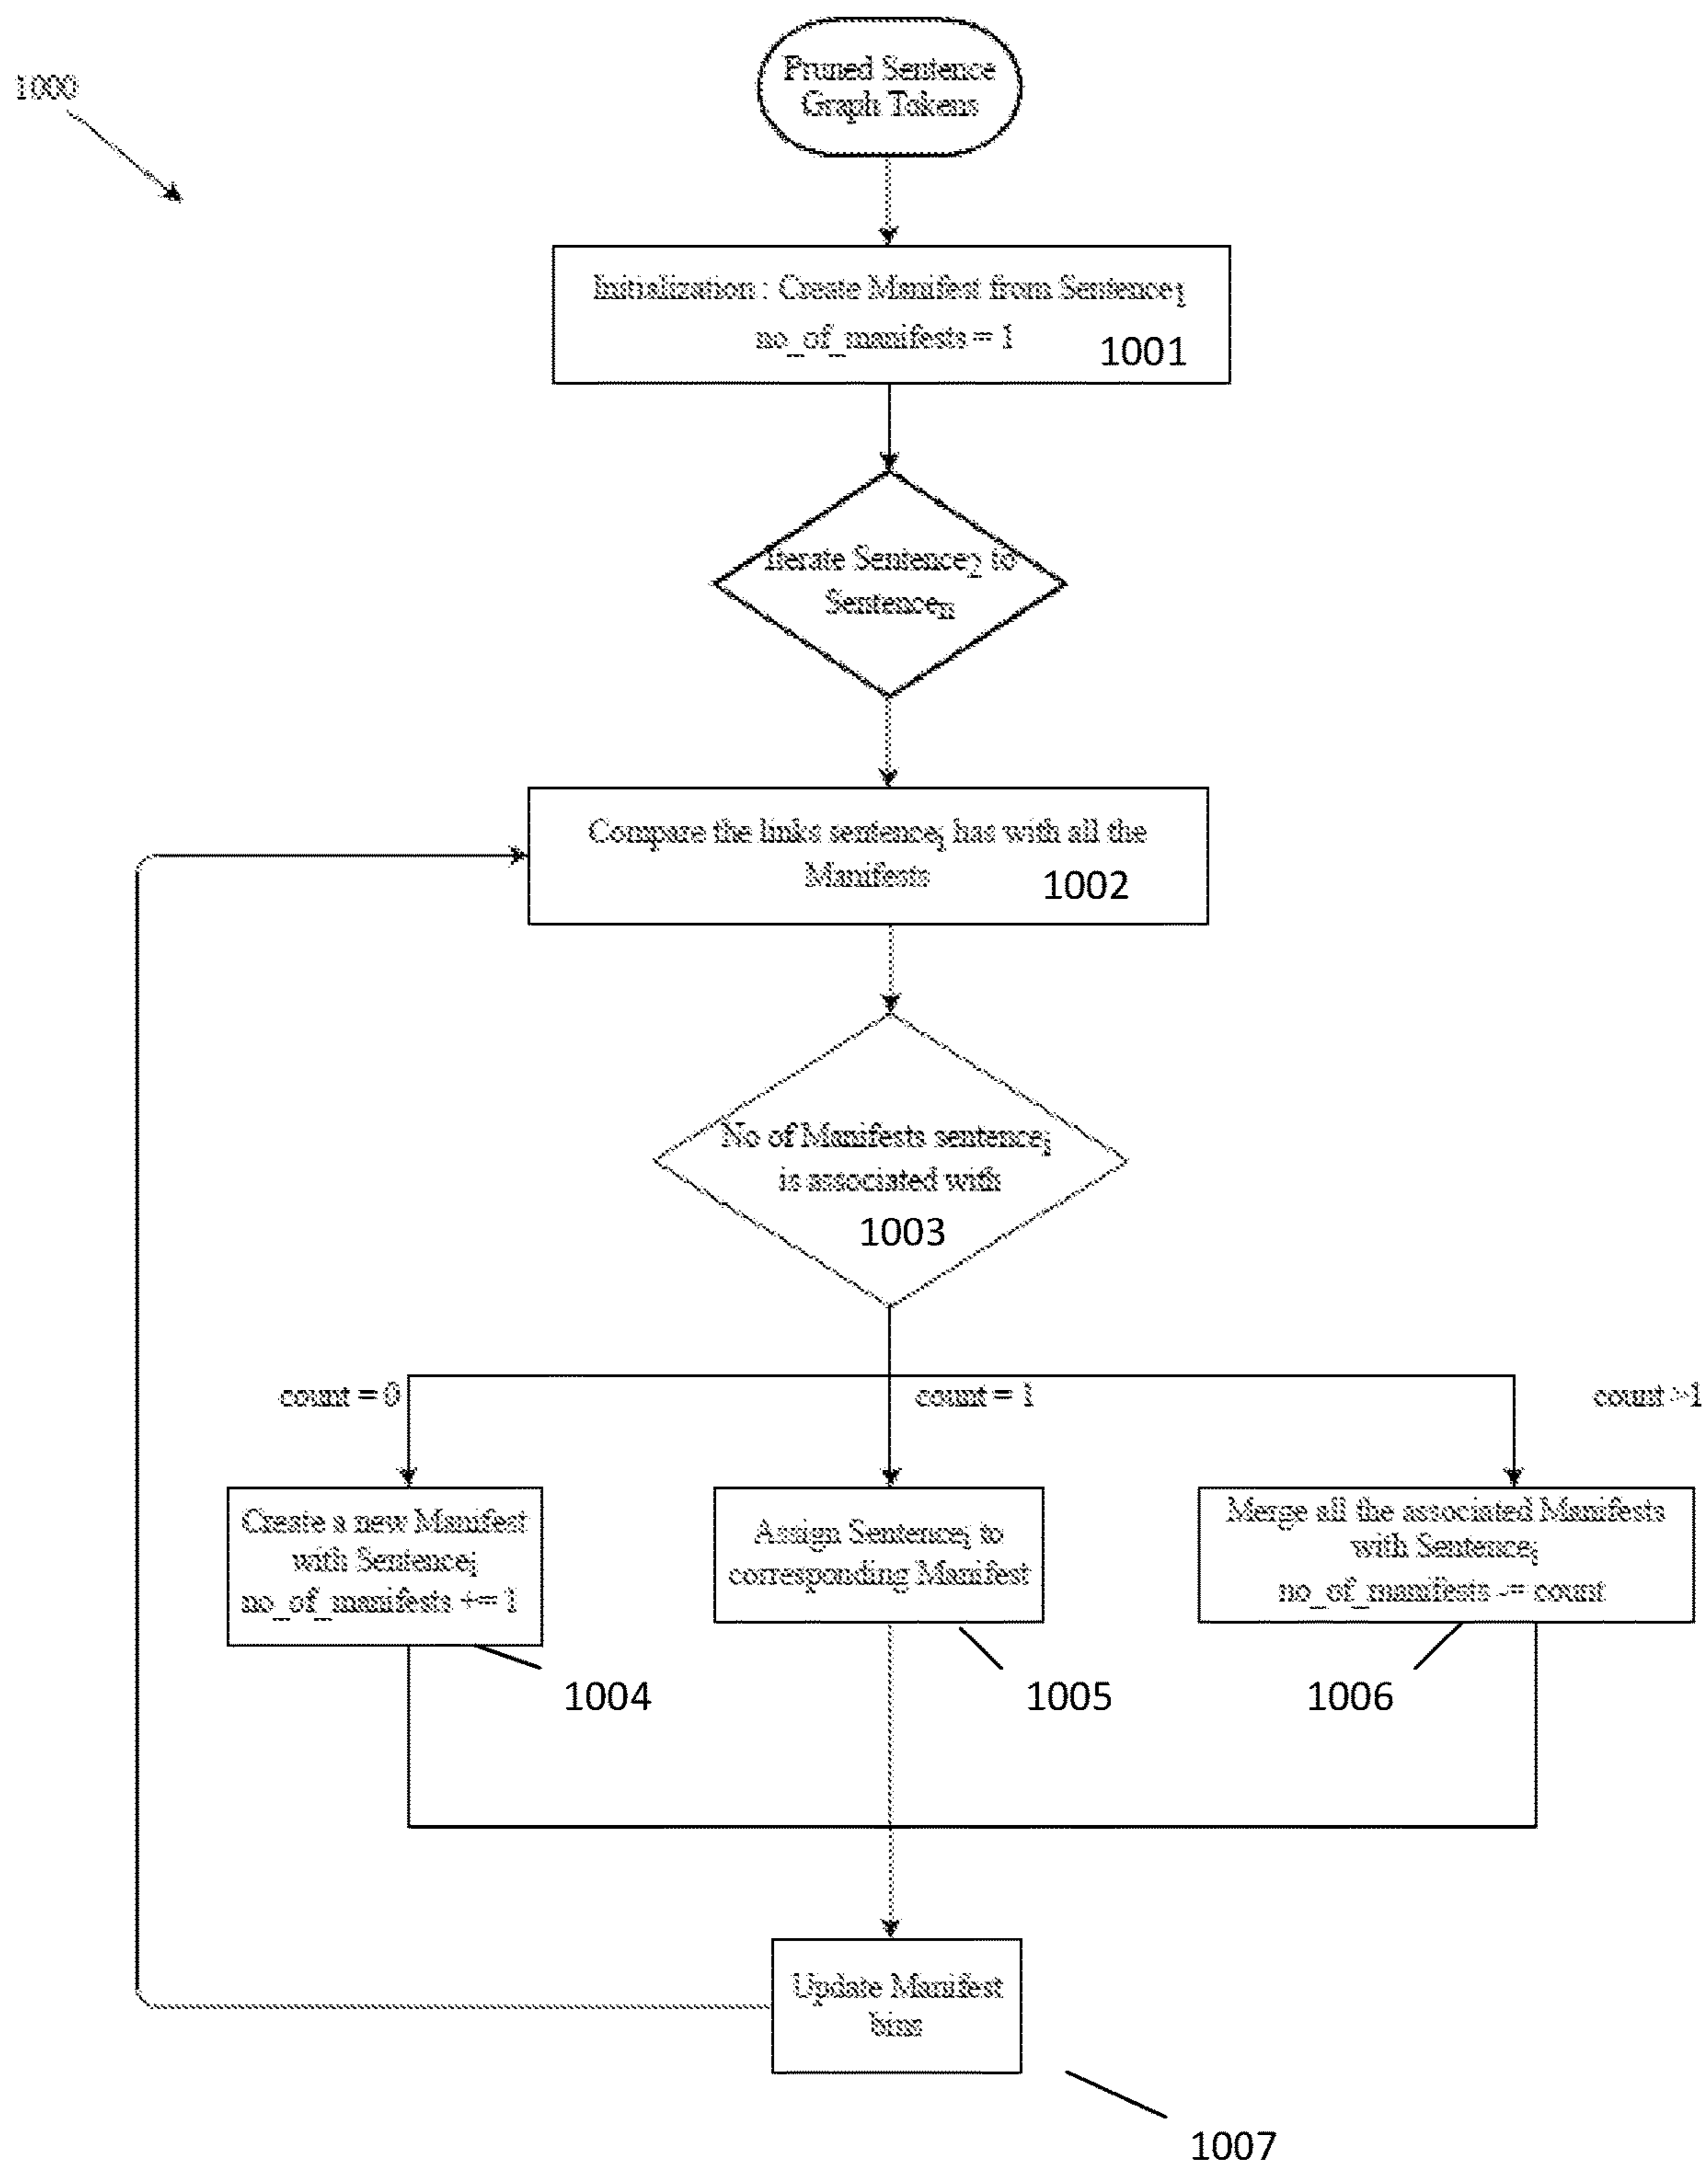 1000
Pruned Sentence
Graph Tokens
Initialization : Create Manifest from Sentence1
no_of_manifests = 1
1001
Iterate Sentence2 to
Sentencen
Compare the links sentencei has with all the
Manifests
1002
No of Manifests sentencei
is associated with
1003
count = 0
count = 1
count >1
Create a new Manifest
with Sentencei
no_of_manifests += 1
Assign Sentencei to
corresponding Manifest
Merge all the associated Manifests
with Sentencei
no_of_manifests -= count
1004
1005
1006
Update Manifest
bins
1007